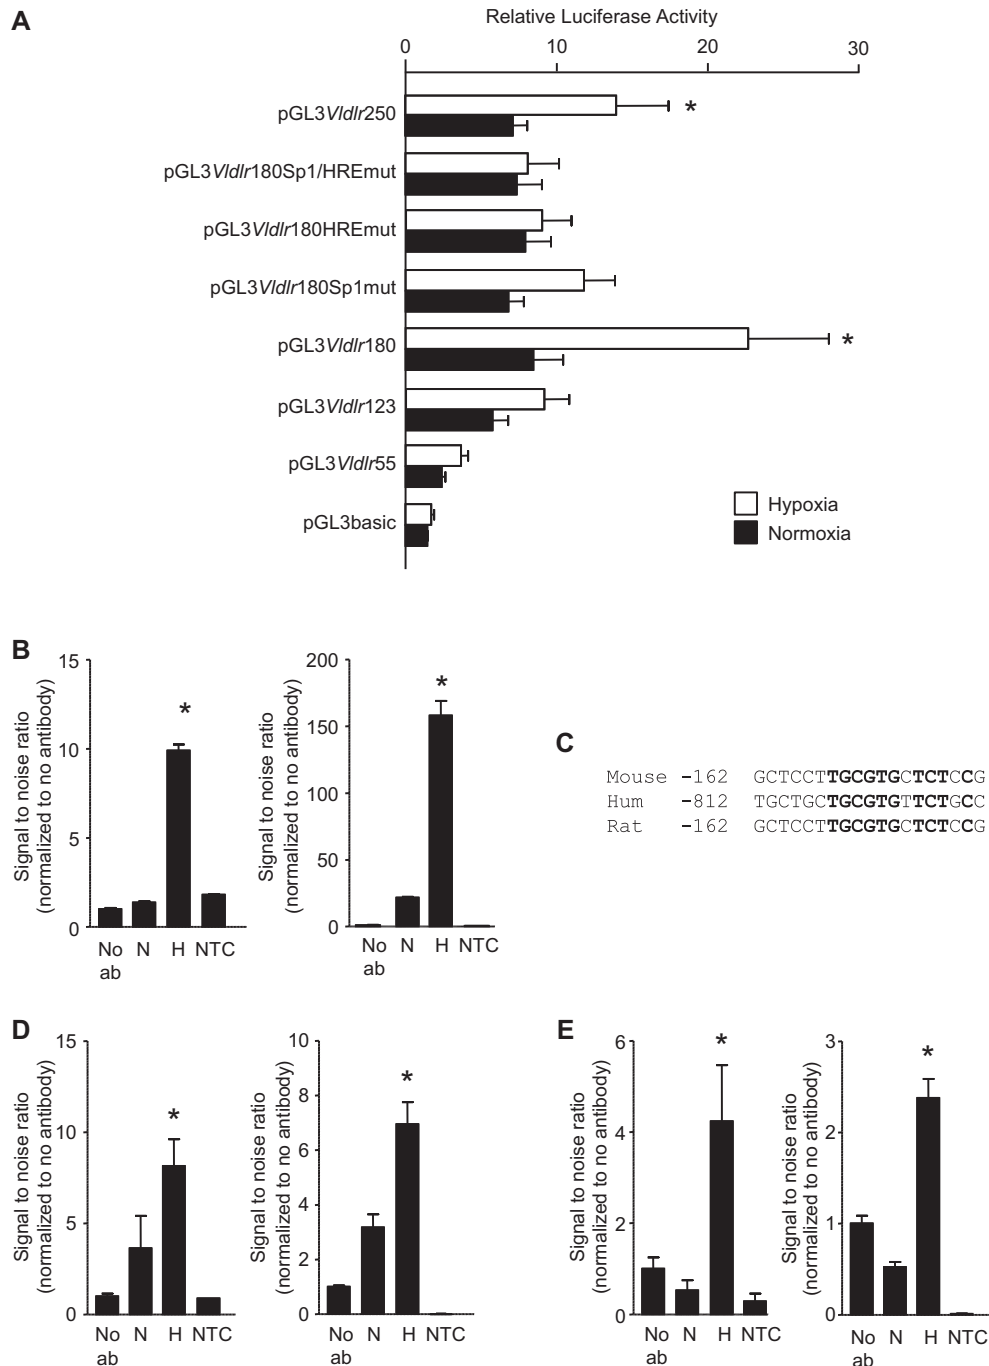 A
Relative Luciferase Activity
0 10 20 30
pGL3Vldlr250
*
pGL3Vldlr180Sp1/HREmut
pGL3Vldlr180HREmut
pGL3Vldlr180Sp1mut
pGL3Vldlr180
*
pGL3Vldlr123
pGL3Vldlr55
pGL3basic
Hypoxia
Normoxia
B
Signal to noise ratio
(normalized to no antibody)
15
10
5
0
*
No ab N H NTC
Signal to noise ratio
(normalized to no antibody)
200
150
100
50
0
*
No ab N H NTC
C
Mouse -162 GCTCCTTGCGTGCTCTCCG
Hum -812 TGCTGCTGCGTGTTCTGCC
Rat -162 GCTCCTTGCGTGCTCTCCG
D
Signal to noise ratio
(normalized to no antibody)
15
10
5
0
*
No ab N H NTC
Signal to noise ratio
(normalized to no antibody)
10
8
6
4
2
0
*
No ab N H NTC
E
Signal to noise ratio
(normalized to no antibody)
6
4
2
0
*
No ab N H NTC
Signal to noise ratio
(normalized to no antibody)
3
2
1
0
*
No ab N H NTC